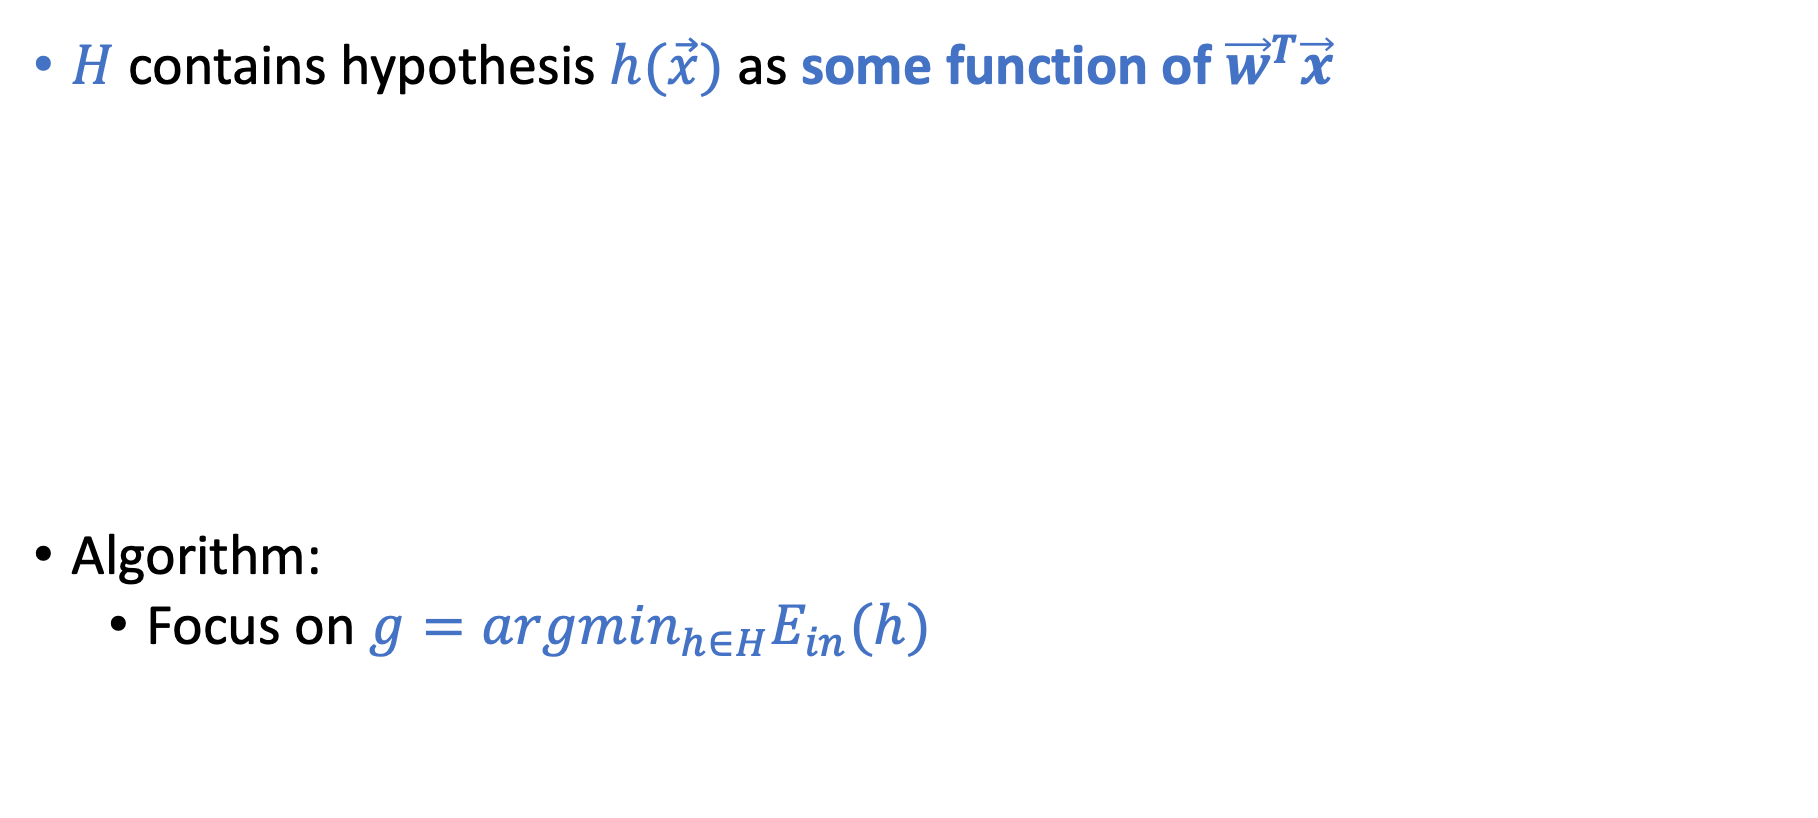 • H contains hypothesis h(x⃗) as some function of w⃗ᵀx⃗
• Algorithm:
• Focus on g = argmin_{h∈H}E_{in}(h)